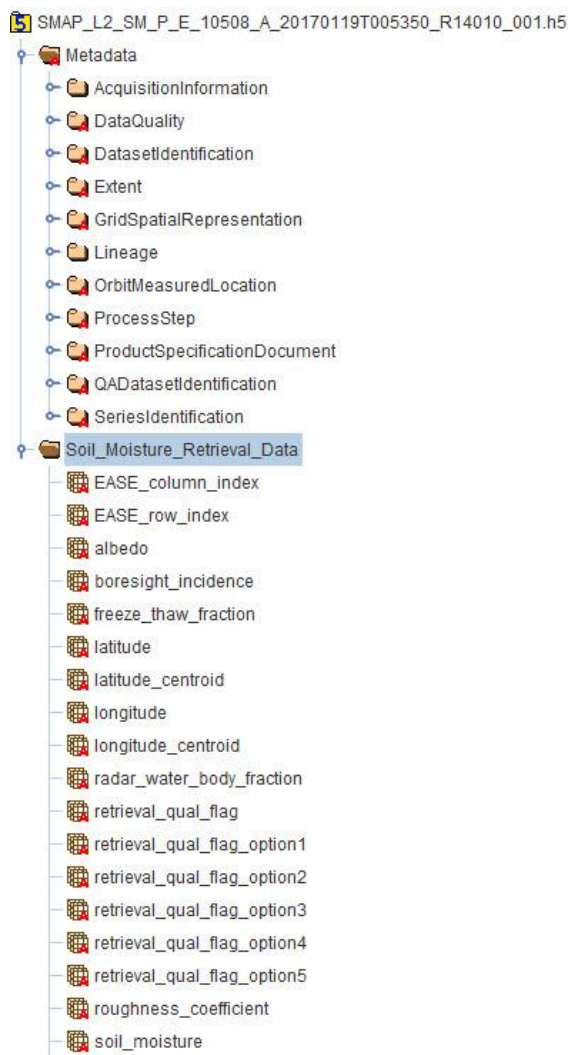 SMAP_L2_SM_P_E_10508_A_20170119T005350_R14010_001.h5
Metadata
AcquisitionInformation
DataQuality
DatasetIdentification
Extent
GridSpatialRepresentation
Lineage
OrbitMeasuredLocation
ProcessStep
ProductSpecificationDocument
QADatasetIdentification
SeriesIdentification
Soil_Moisture_Retrieval_Data
EASE_column_index
EASE_row_index
albedo
boresight_incidence
freeze_thaw_fraction
latitude
latitude_centroid
longitude
longitude_centroid
radar_water_body_fraction
retrieval_qual_flag
retrieval_qual_flag_option1
retrieval_qual_flag_option2
retrieval_qual_flag_option3
retrieval_qual_flag_option4
retrieval_qual_flag_option5
roughness_coefficient
soil_moisture